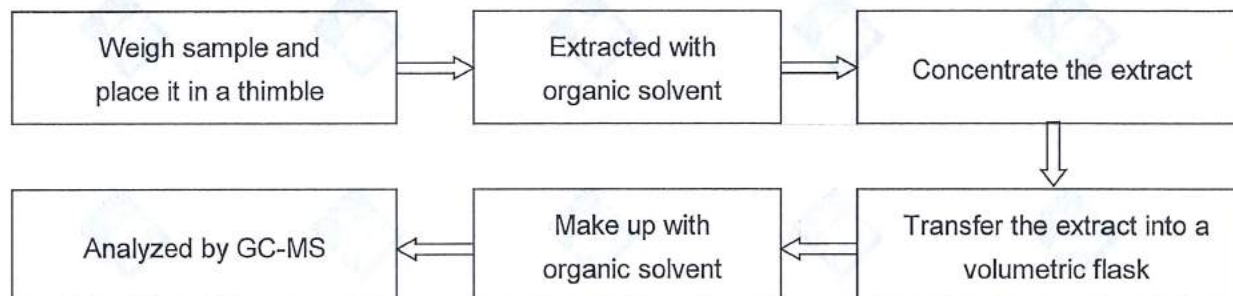 Weigh sample and
place it in a thimble
Extracted with
organic solvent
Concentrate the extract
Transfer the extract into a
volumetric flask
Make up with
organic solvent
Analyzed by GC-MS